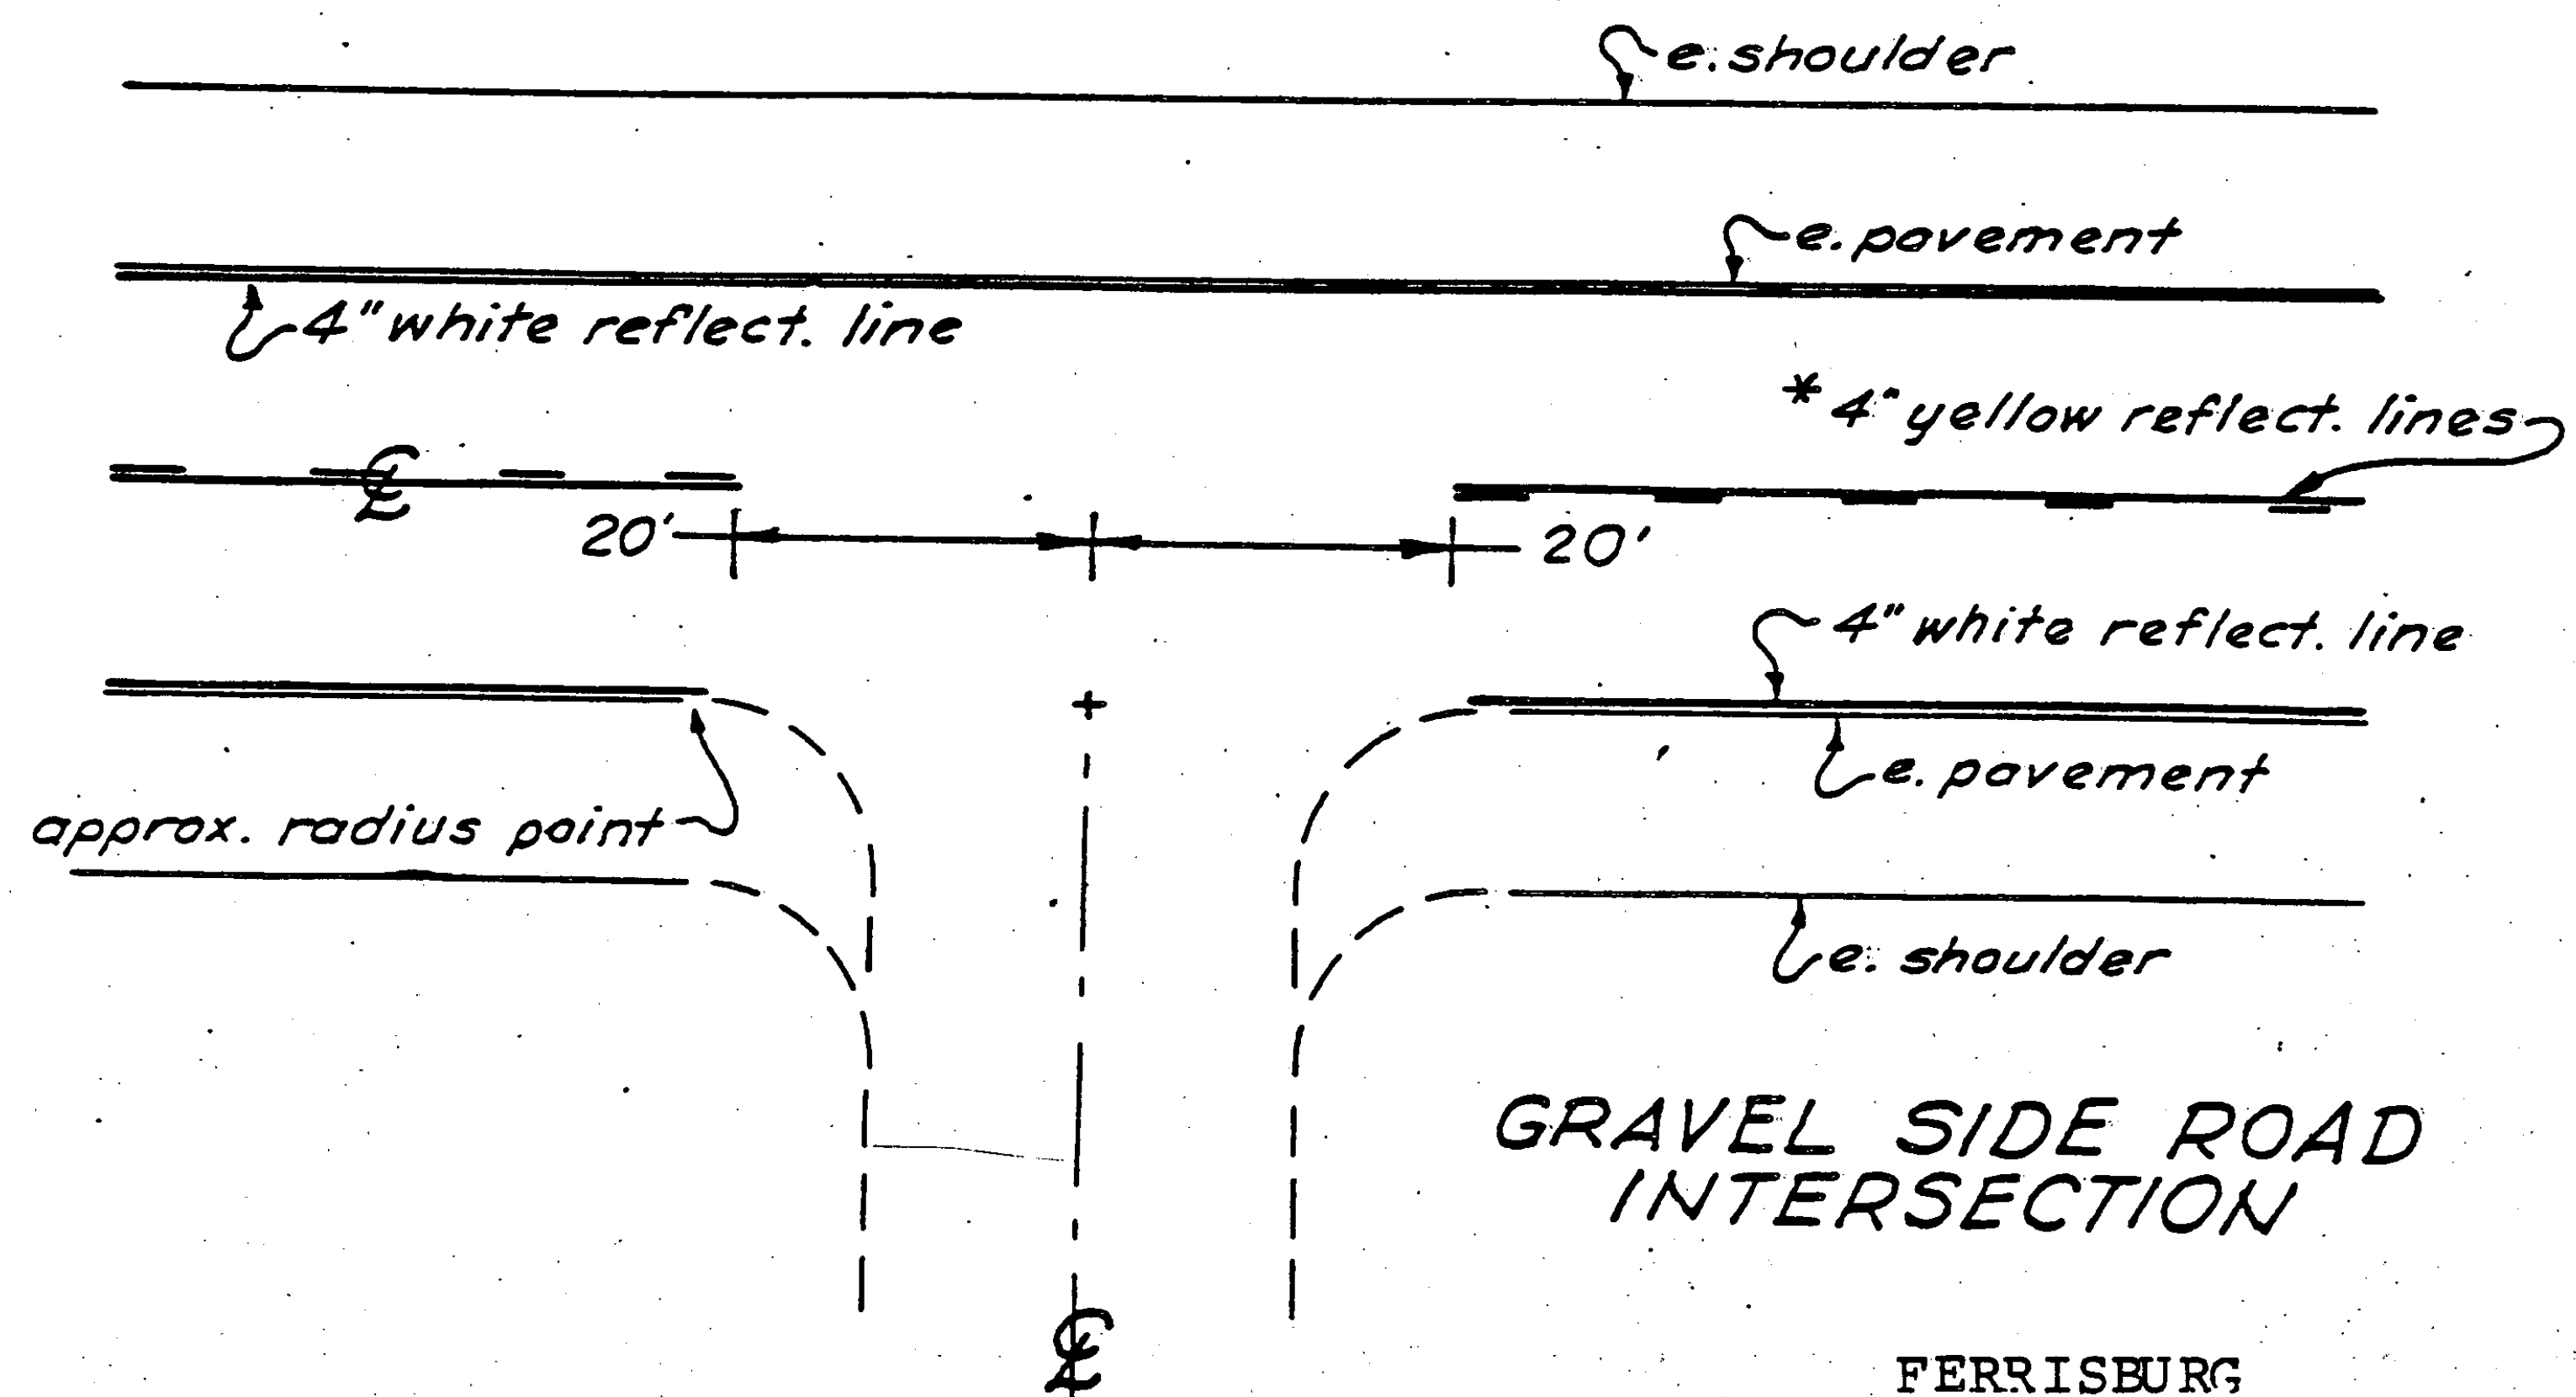 e. shoulder
e. pavement
4" white reflect. line
* 4" yellow reflect. lines
℄
20'
20'
4" white reflect. line
e. pavement
approx. radius point
e. shoulder
GRAVEL SIDE ROAD
INTERSECTION
℄
FERRISBURG